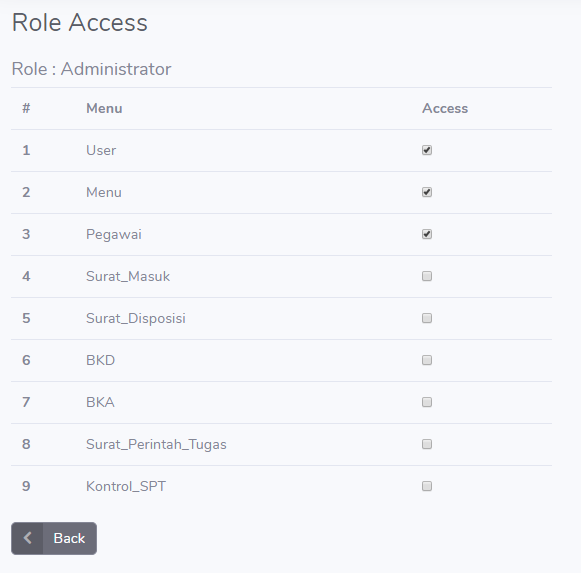 Role Access
Role : Administrator
# Menu Access
1 User
2 Menu
3 Pegawai
4 Surat_Masuk
5 Surat_Disposisi
6 BKD
7 BKA
8 Surat_Perintah_Tugas
9 Kontrol_SPT
Back